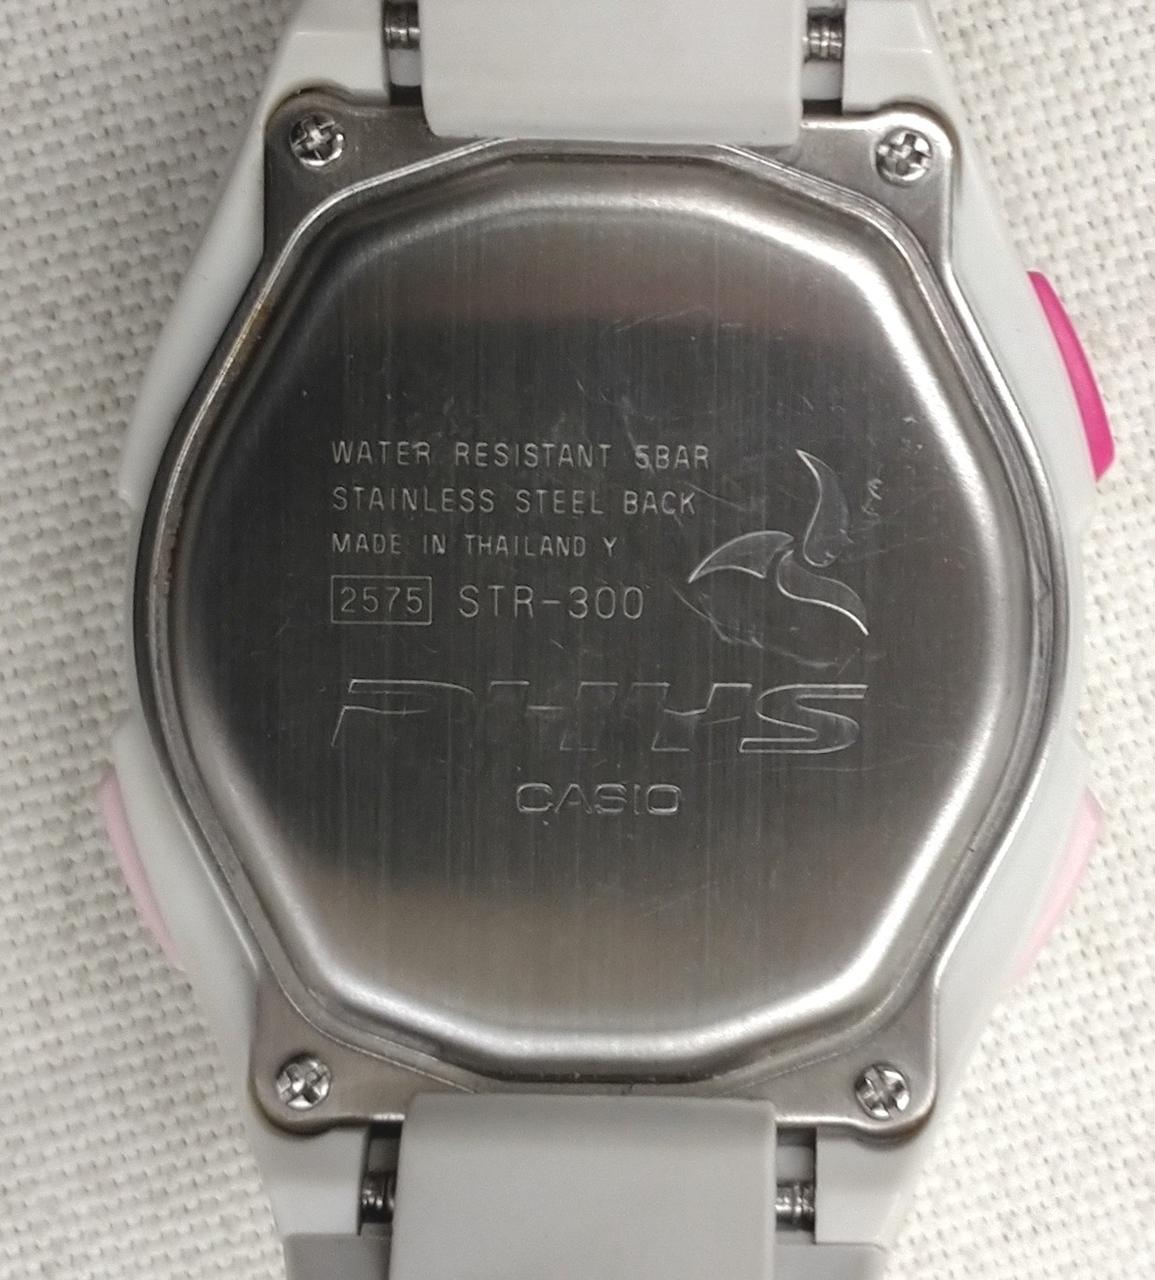 WATER RESISTANT 5BAR
STAINLESS STEEL BACK
MADE IN THAILAND Y
2575 STR-300
PHYS
CASIO